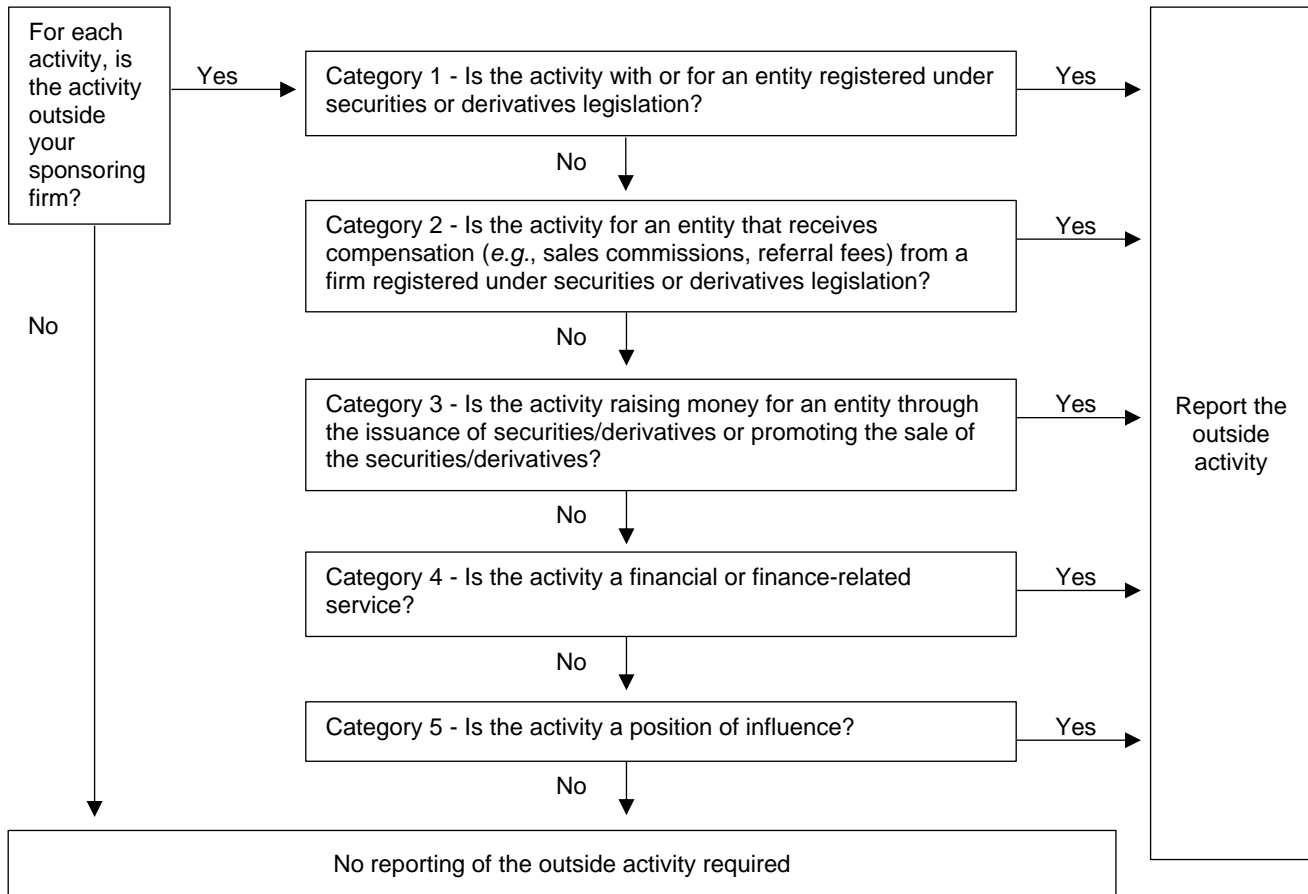 For each
activity, is
the activity
outside
your
sponsoring
firm?
Yes
Category 1 - Is the activity with or for an entity registered under
securities or derivatives legislation?
Yes
No
Category 2 - Is the activity for an entity that receives
compensation (e.g., sales commissions, referral fees) from a
firm registered under securities or derivatives legislation?
Yes
No
No
Category 3 - Is the activity raising money for an entity through
the issuance of securities/derivatives or promoting the sale of
the securities/derivatives?
Yes
Report the
outside
activity
No
Category 4 - Is the activity a financial or finance-related
service?
Yes
No
Category 5 - Is the activity a position of influence?
Yes
No
No reporting of the outside activity required